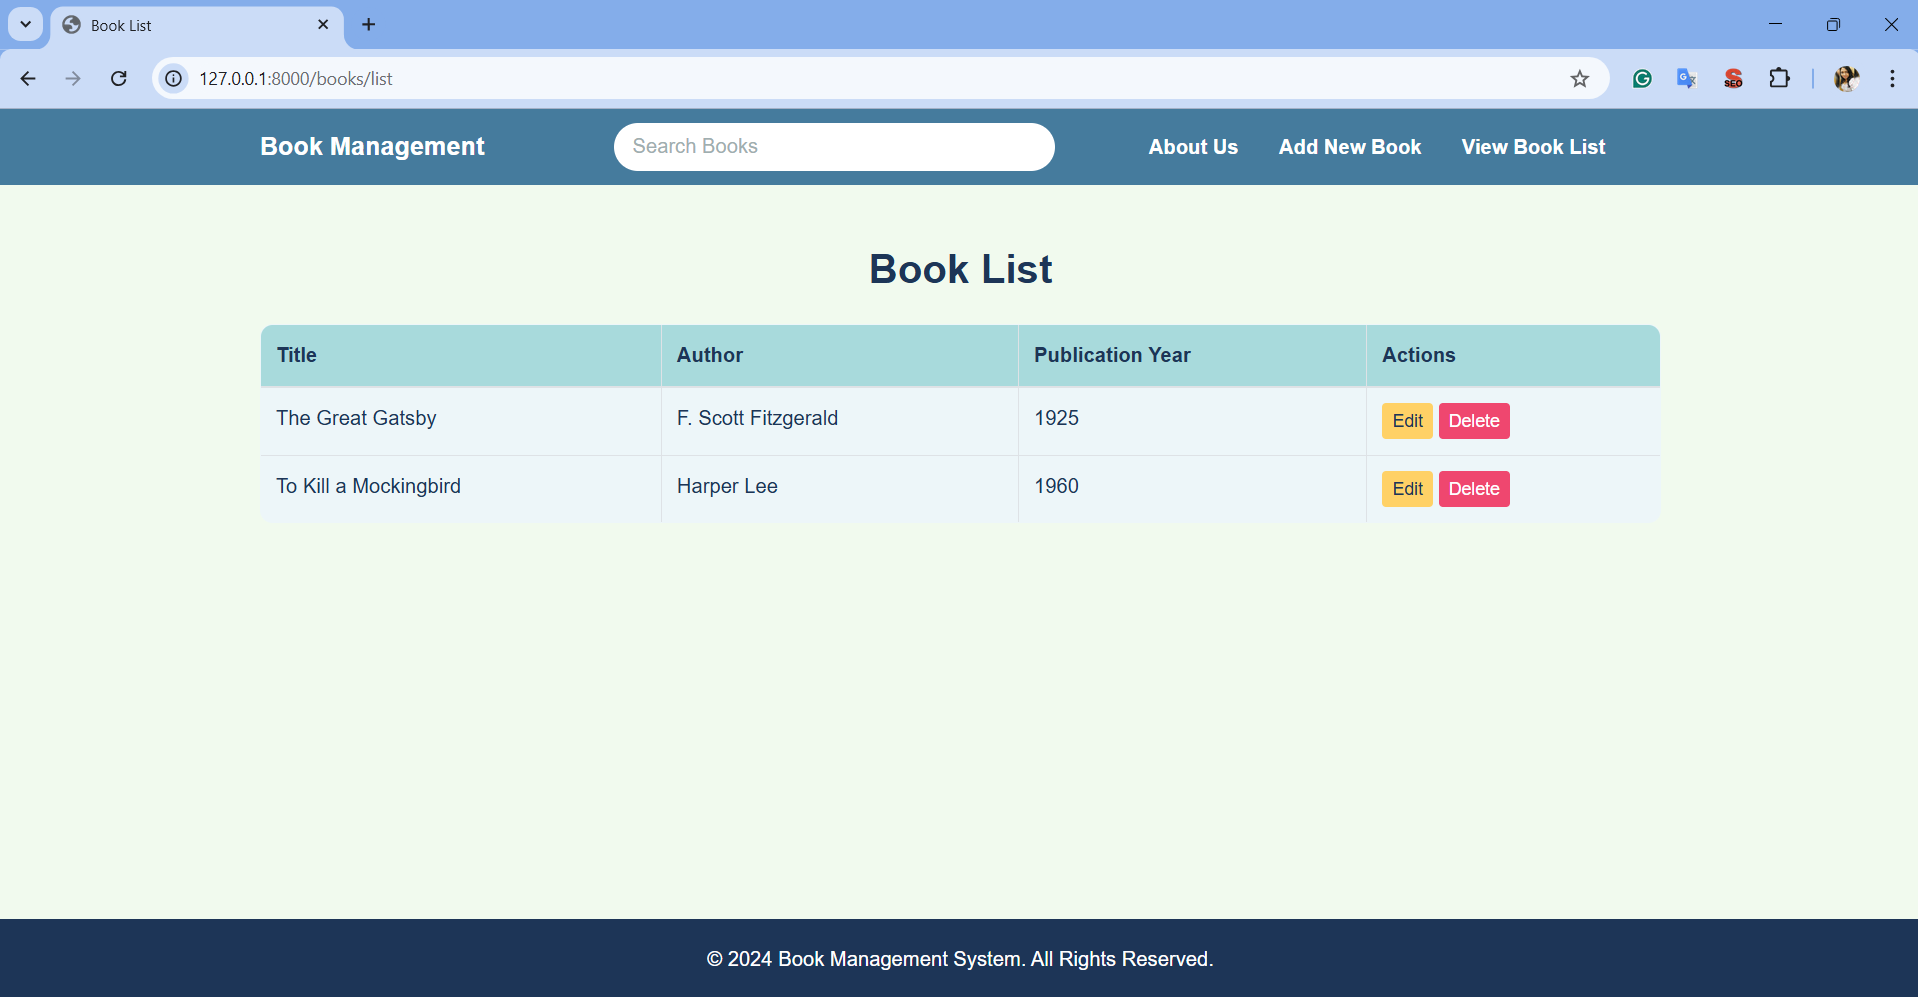 Book List
127.0.0.1:8000/books/list
SEO
Book Management
Search Books
About Us
Add New Book
View Book List
Book List
Title Author Publication Year Actions
The Great Gatsby F. Scott Fitzgerald 1925 Edit Delete
To Kill a Mockingbird Harper Lee 1960 Edit Delete
© 2024 Book Management System. All Rights Reserved.